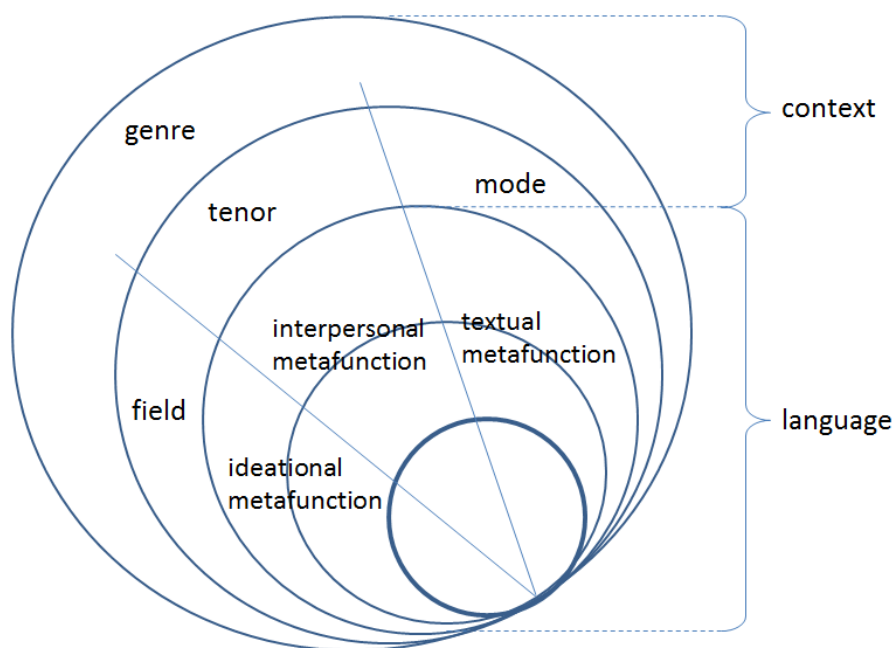 context
genre
mode
tenor
interpersonal
metafunction
textual
metafunction
field
language
ideational
metafunction